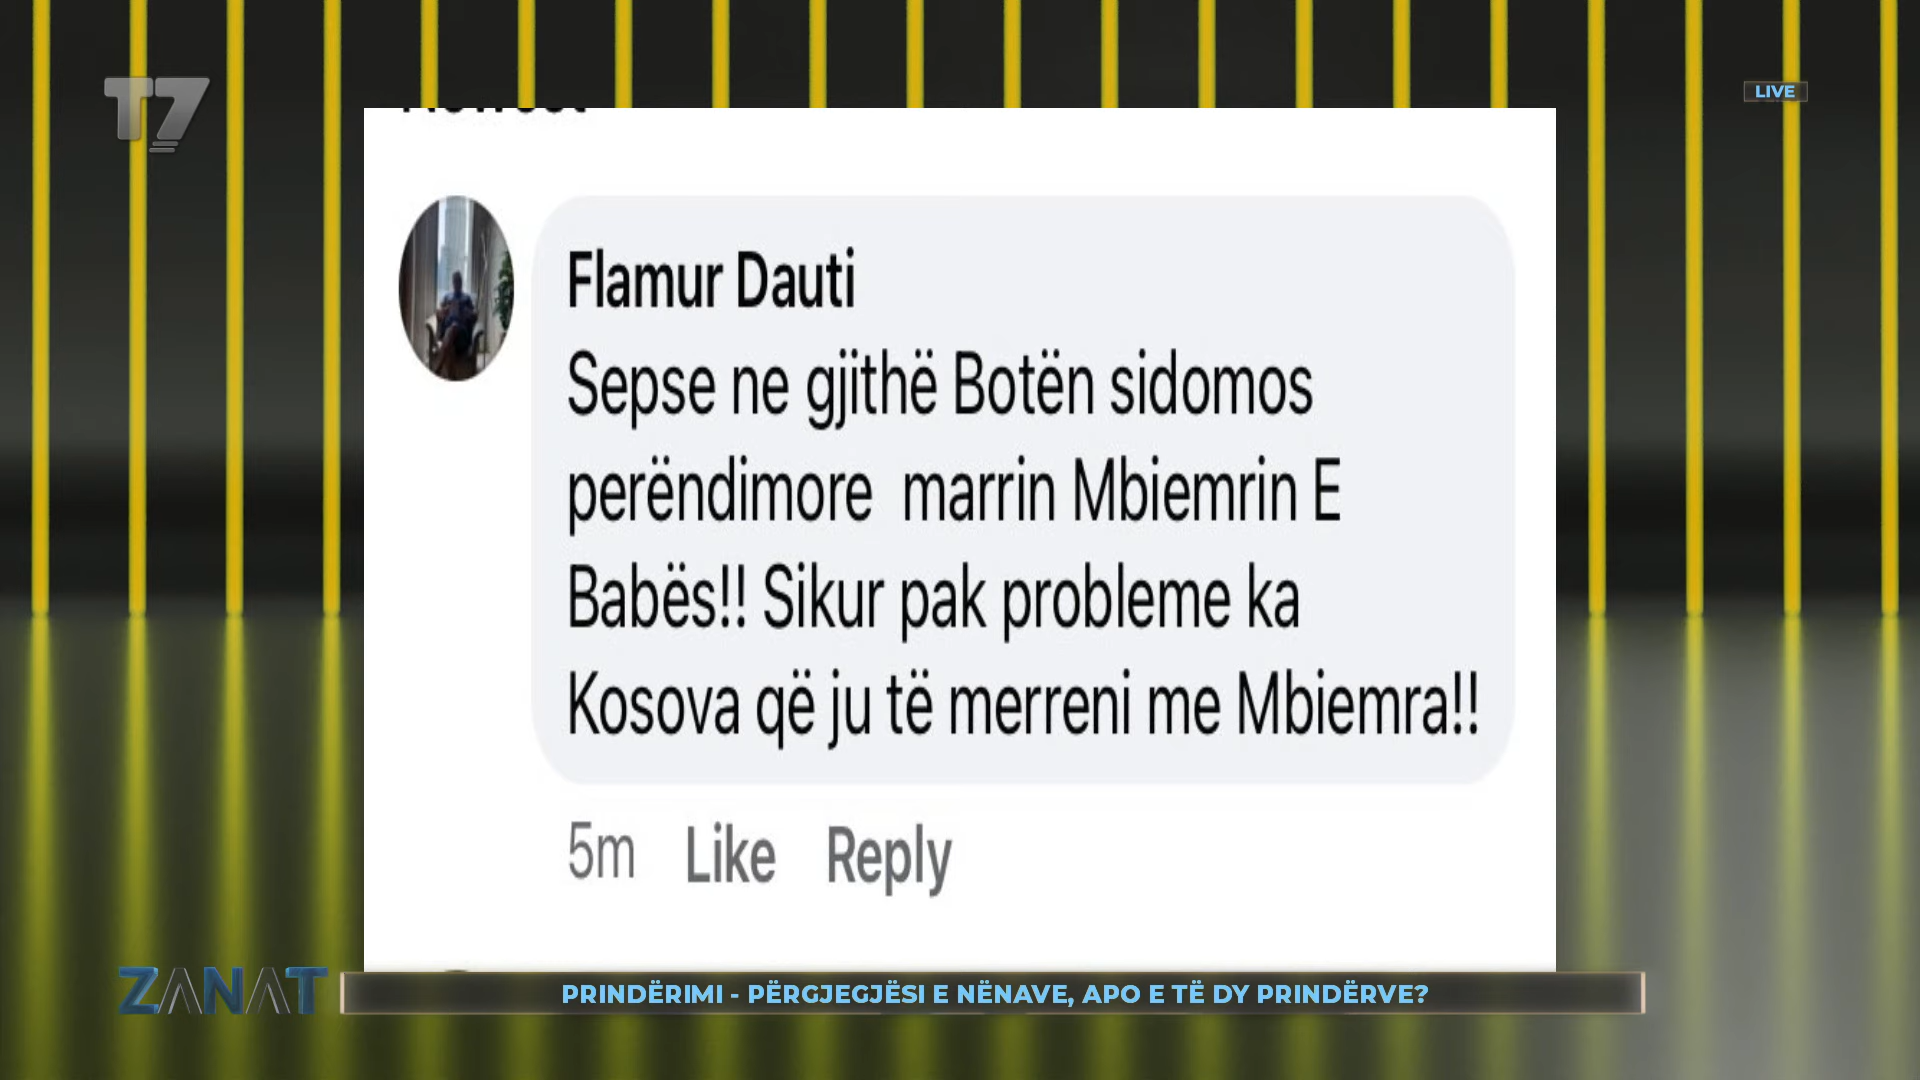 T7
LIVE
Flamur Dauti
Sepse ne gjithë Botën sidomos
perëndimore  marrin Mbiemrin E
Babës!! Sikur pak probleme ka
Kosova që ju të merreni me Mbiemra!!
5m Like Reply
ZANAT
PRINDËRIMI - PËRGJEGJËSI E NËNAVE, APO E TË DY PRINDËRVE?